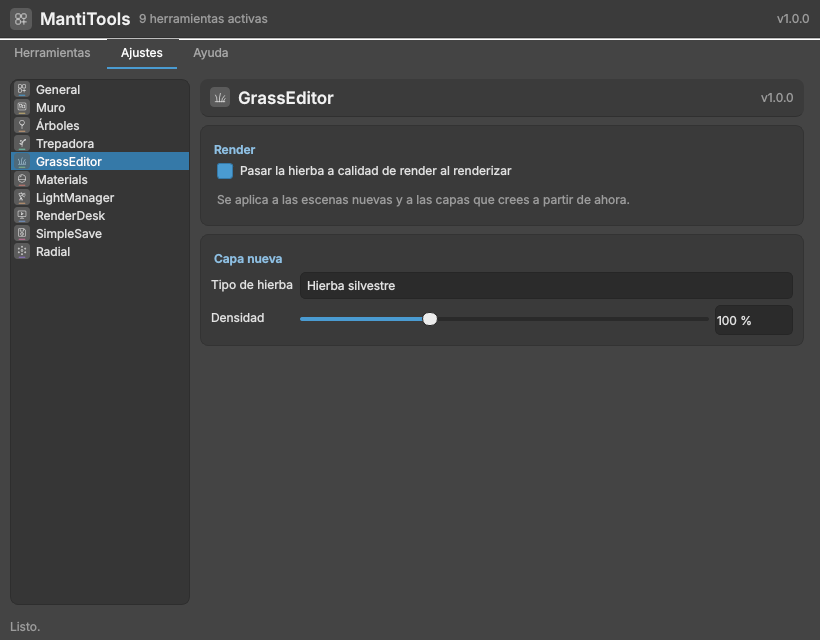 MantiTools 9 herramientas activas v1.0.0
Herramientas Ajustes Ayuda
General
Muro
Árboles
Trepadora
GrassEditor
Materials
LightManager
RenderDesk
SimpleSave
Radial
GrassEditor v1.0.0
Render
Pasar la hierba a calidad de render al renderizar
Se aplica a las escenas nuevas y a las capas que crees a partir de ahora.
Capa nueva
Tipo de hierba Hierba silvestre
Densidad 100 %
Listo.